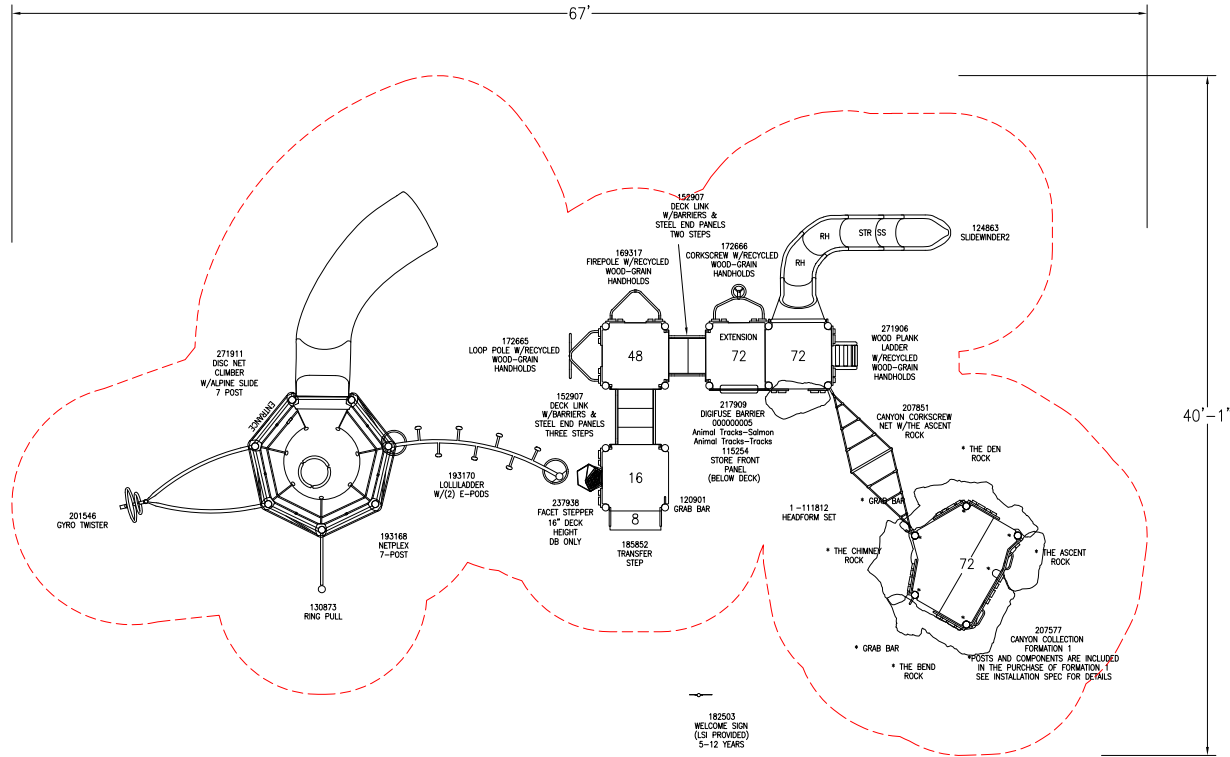 67'
40'-1"
152907
DECK LINK
W/BARRIERS &
STEEL END PANELS
TWO STEPS
169317
FIREPOLE W/RECYCLED
WOOD-GRAIN
HANDHOLDS
172666
CORKSCREW W/RECYCLED
WOOD-GRAIN
HANDHOLDS
RH
RH
STR
SS
124863
SLIDEWINDER2
172665
LOOP POLE W/RECYCLED
WOOD-GRAIN
HANDHOLDS
48
EXTENSION
72
72
271906
WOOD PLANK
LADDER
W/RECYCLED
WOOD-GRAIN
HANDHOLDS
271911
DISC NET
CLIMBER
W/ALPINE SLIDE
7 POST
ENTRANCE
152907
DECK LINK
W/BARRIERS &
STEEL END PANELS
THREE STEPS
217909
DIGIFUSE BARRIER
000000005
Animal Tracks-Salmon
Animal Tracks-Tracks
115254
STORE FRONT
PANEL
(BELOW DECK)
207851
CANYON CORKSCREW
NET W/THE ASCENT
ROCK
* THE DEN
ROCK
193170
LOLLILADDER
W/(2) E-PODS
16
237938
FACET STEPPER
16" DECK
HEIGHT
DB ONLY
8
120901
GRAB BAR
185852
TRANSFER
STEP
201546
GYRO TWISTER
193168
NETPLEX
7-POST
130873
RING PULL
1 -111812
HEADFORM SET
* GRAB BAR
* THE CHIMNEY
ROCK
72
* THE ASCENT
ROCK
* GRAB BAR
* THE BEND
ROCK
207577
CANYON COLLECTION
FORMATION 1
*POSTS AND COMPONENTS ARE INCLUDED
IN THE PURCHASE OF FORMATION 1
SEE INSTALLATION SPEC FOR DETAILS
182503
WELCOME SIGN
(LSI PROVIDED)
5-12 YEARS